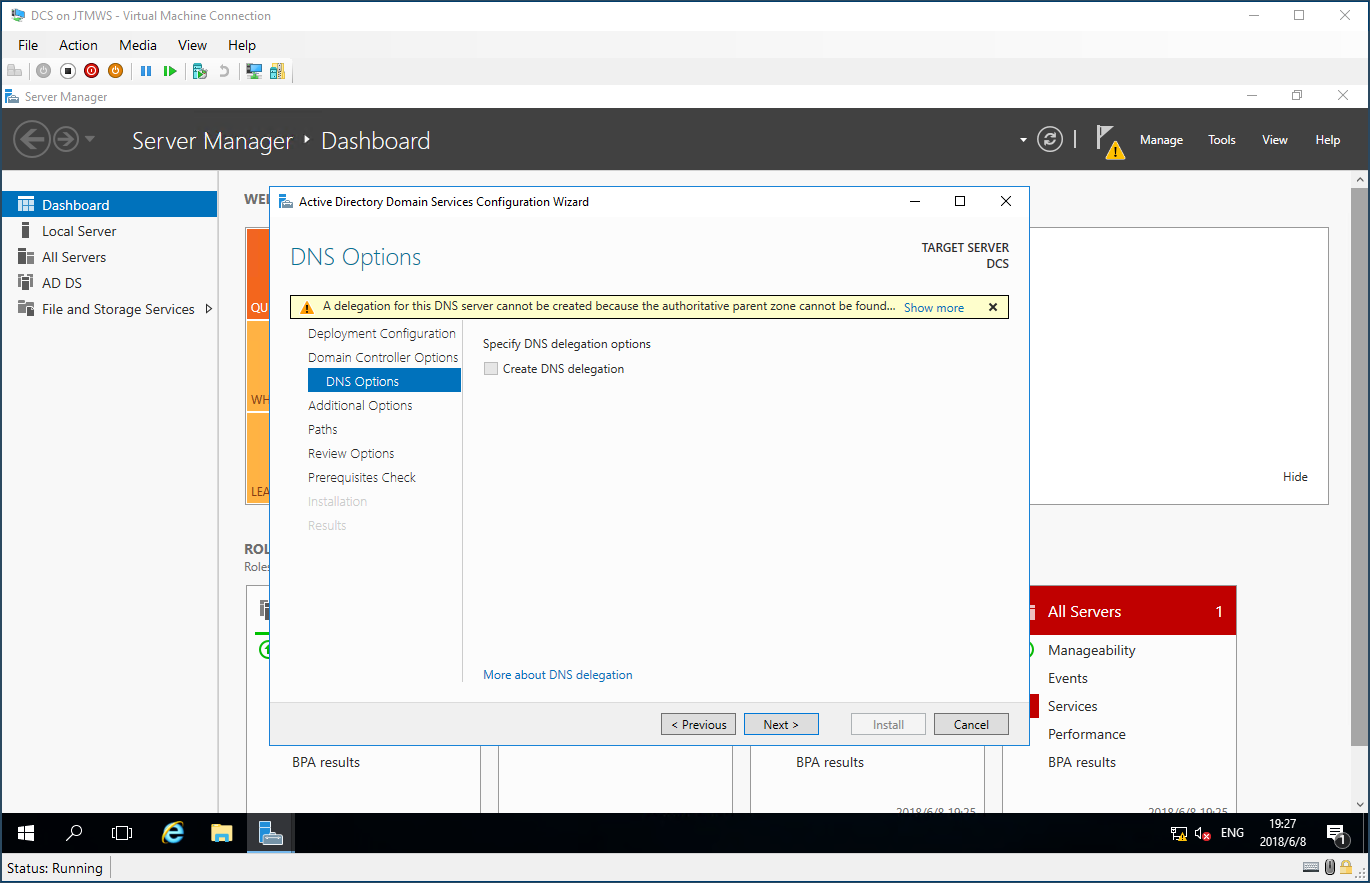 DCS on JTMWS - Virtual Machine Connection
File Action Media View Help
Server Manager
Server Manager ‣ Dashboard
Manage Tools View Help
Dashboard
Local Server
All Servers
AD DS
File and Storage Services
Active Directory Domain Services Configuration Wizard
DNS Options
TARGET SERVER
DCS
A delegation for this DNS server cannot be created because the authoritative parent zone cannot be found... Show more
Deployment Configuration
Domain Controller Options
DNS Options
Additional Options
Paths
Review Options
Prerequisites Check
Installation
Results
Specify DNS delegation options
Create DNS delegation
More about DNS delegation
< Previous Next > Install Cancel
Hide
All Servers 1
Manageability
Events
Services
Performance
BPA results
BPA results
BPA results
2018/6/8 19:25
2018/6/8 19:25
ENG
19:27
2018/6/8
1
Status: Running